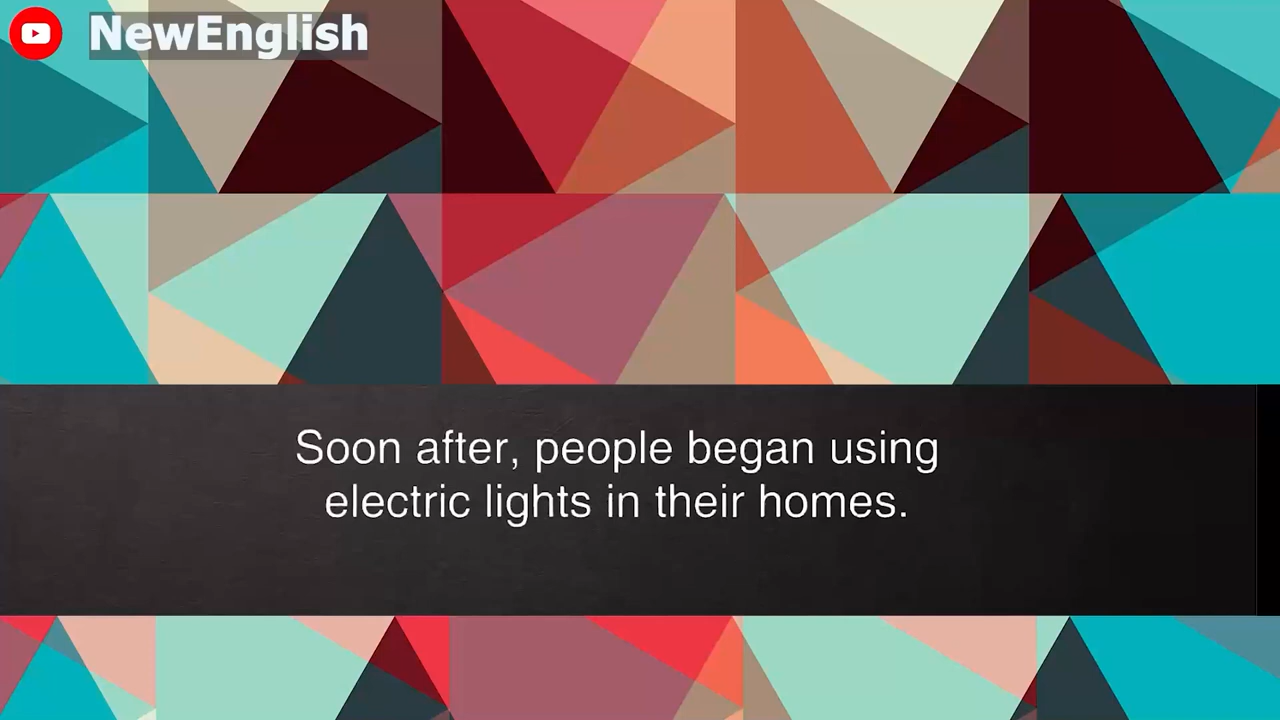 NewEnglish
Soon after, people began using
electric lights in their homes.